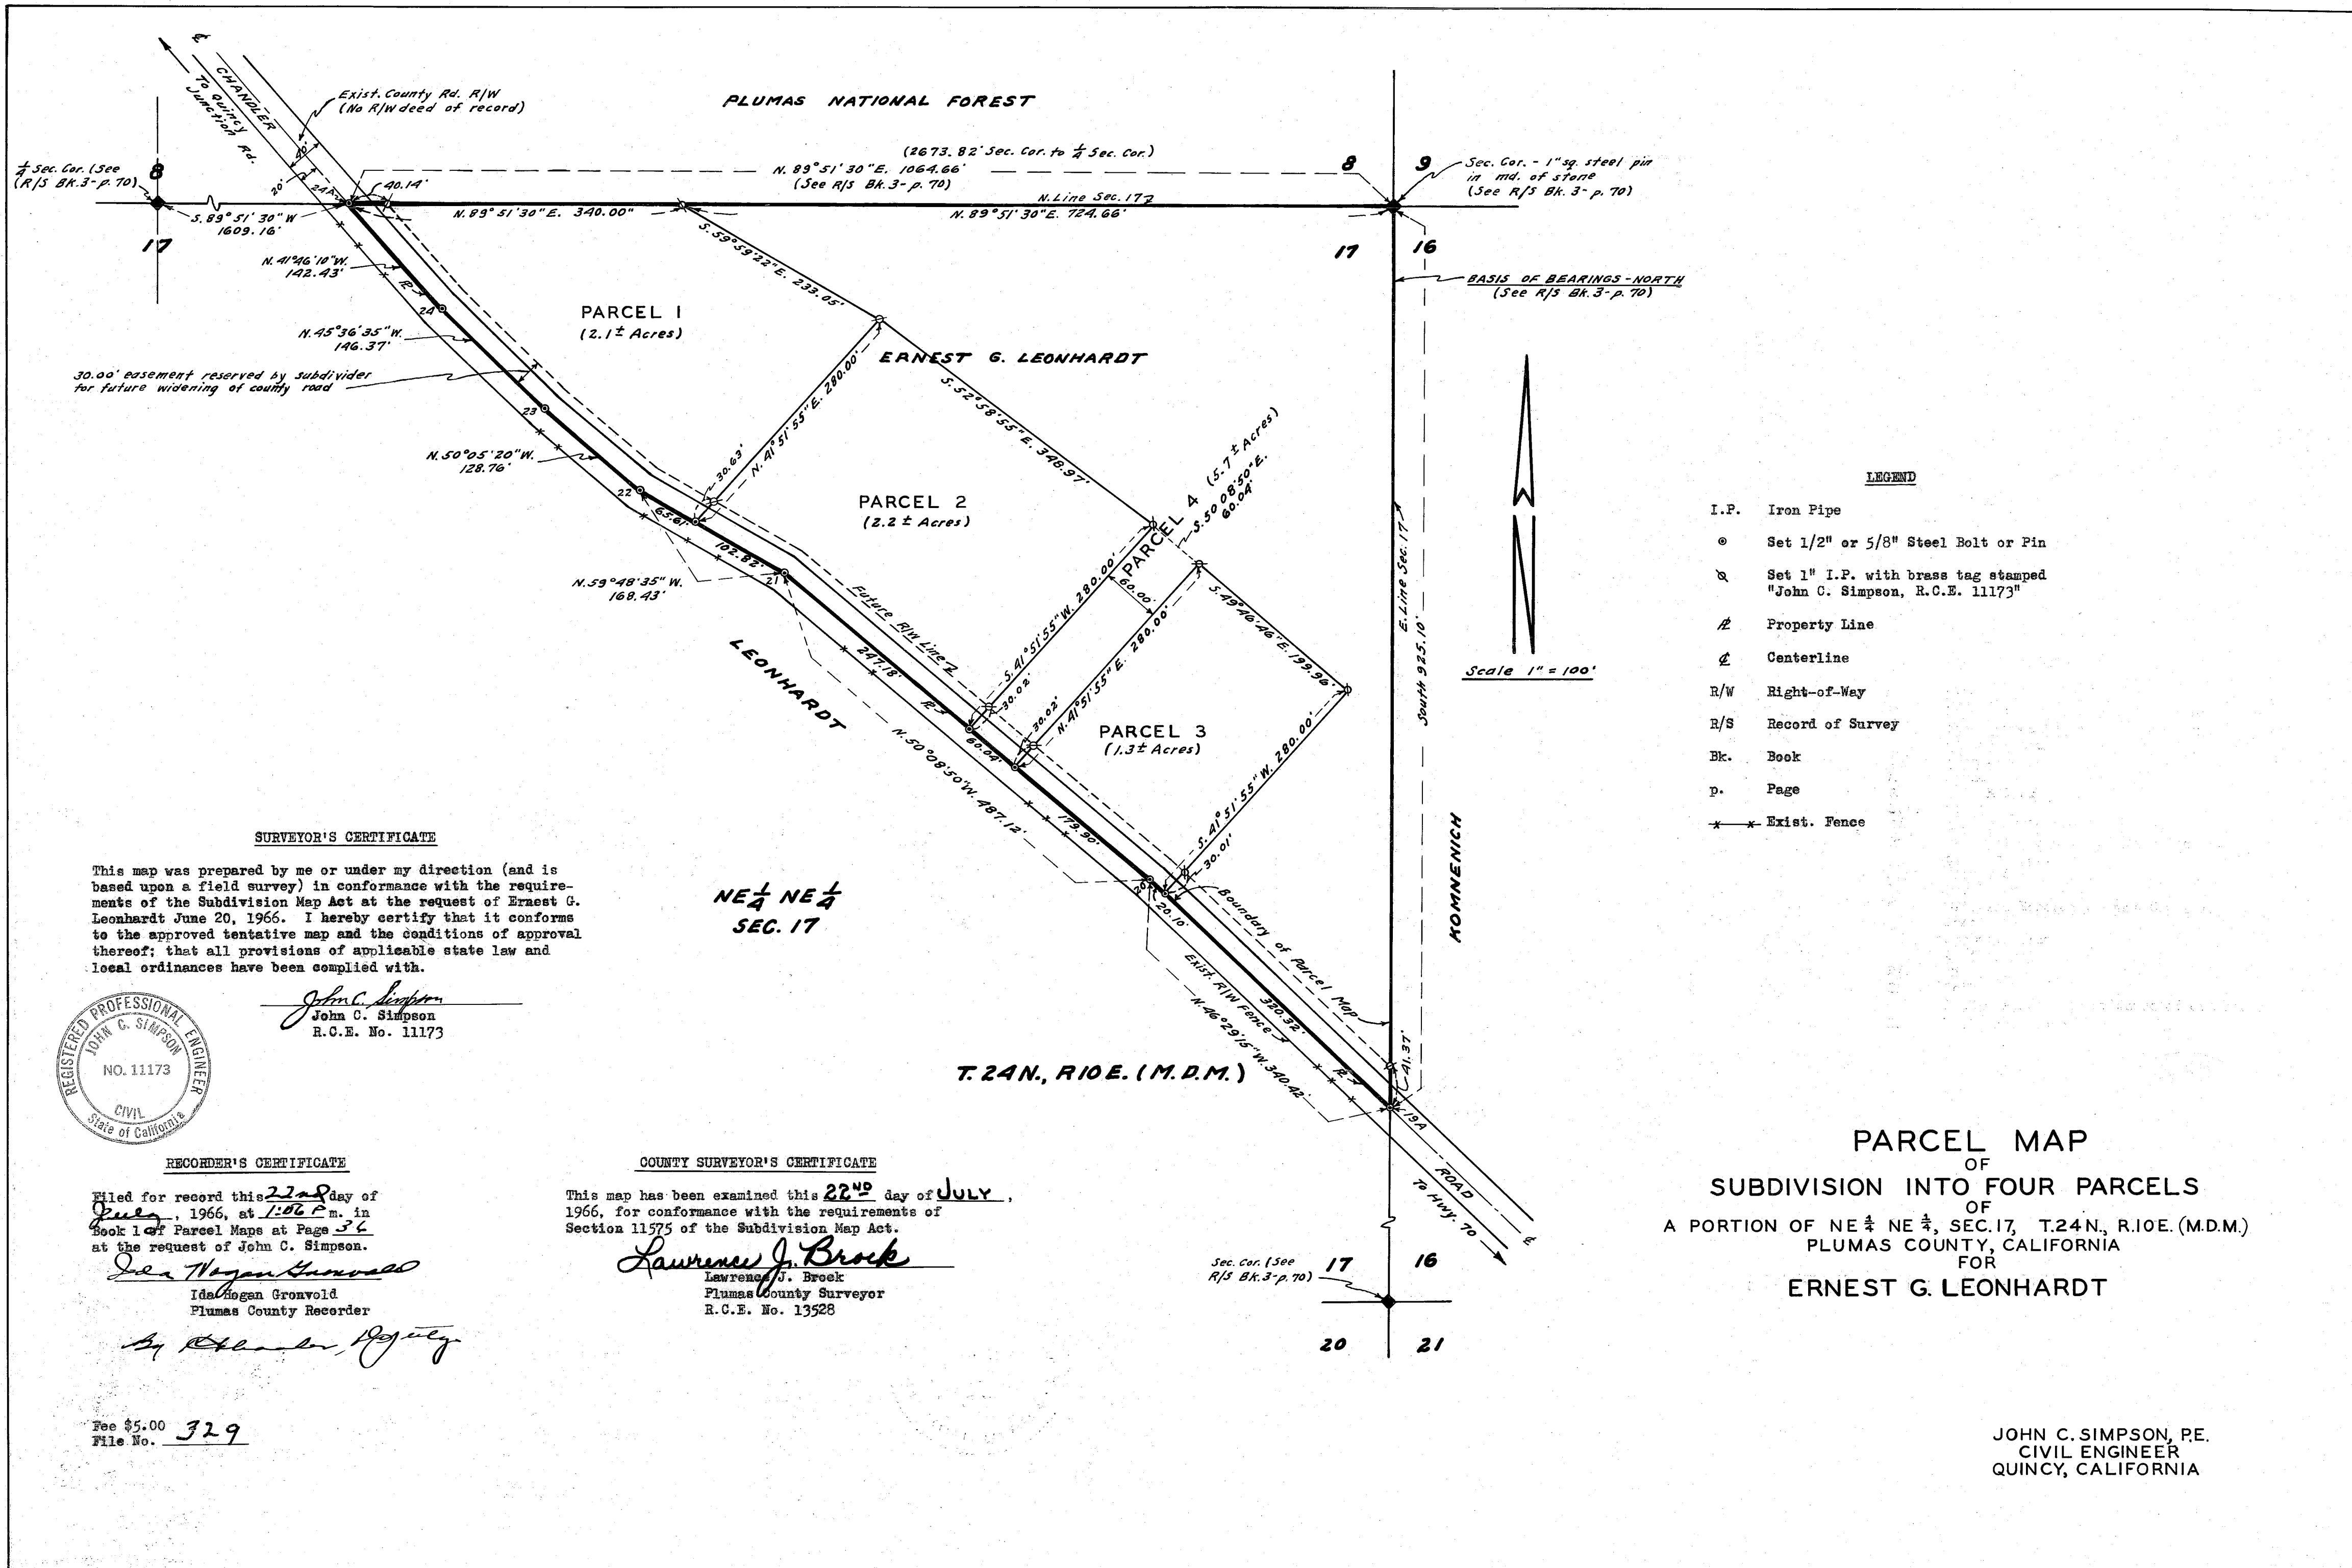 ℄
CHANDLER
To Quincy
Junction Rd.
Exist. County Rd. R/W
(No R/W deed of record)
PLUMAS NATIONAL FOREST
(2673.82' Sec. Cor. to 1/4 Sec. Cor.)
N. 89°51'30"E. 1064.66'
(See R/S Bk. 3-p. 70)
1/4 Sec. Cor. (See
R/S Bk. 3-p. 70)
8
17
S. 89°51'30"W
1609.16'
20'
40'
24A
40.14'
N. 89°51'30"E. 340.00'
N. Line Sec. 17
N. 89°51'30"E. 724.66'
8
9
17
16
Sec. Cor. - 1" sq. steel pin
in md. of stone
(See R/S Bk. 3-p. 70)
BASIS OF BEARINGS - NORTH
(See R/S Bk. 3-p. 70)
N. 41°46'10"W.
142.43'
24
N. 45°36'35"W.
146.37'
30.00' easement reserved by subdivider
for future widening of county road
23
N. 50°05'20"W.
128.76'
22
65.61'
102.82'
21
N. 59°48'35"W.
168.43'
S. 59°59'22"E. 233.05'
PARCEL 1
(2.1± Acres)
30.63'
N. 41°51'55"E. 280.00'
ERNEST G. LEONHARDT
S. 52°58'55"E. 348.97'
PARCEL 2
(2.2± Acres)
PARCEL 4 (5.7± Acres)
S. 50°08'50"E.
60.04'
60.00'
S. 41°51'55"W. 280.00'
30.02'
N. 41°51'55"E. 280.00'
30.02'
S. 49°46'46"E. 199.96'
PARCEL 3
(1.3± Acres)
S. 41°51'55"W. 280.00'
30.01'
Future R/W Line
LEONHARDT
247.18'
60.04'
N. 50°08'50"W. 487.12'
179.90'
20
20.10'
Boundary of Parcel Map
Exist. R/W Fence
320.32'
N. 46°29'15"W. 340.42'
E. Line Sec. 17
South 925.10'
KOMNENICH
41.37'
19A
ROAD
To Hwy. 70
℄
Scale 1" = 100'
NE 1/4 NE 1/4
SEC. 17
T. 24 N., R 10 E. (M.D.M.)
Sec. Cor. (See
R/S Bk. 3-p. 70)
17
16
20
21
LEGEND
I.P. Iron Pipe
Set 1/2" or 5/8" Steel Bolt or Pin
Set 1" I.P. with brass tag stamped
"John C. Simpson, R.C.E. 11173"
Property Line
℄ Centerline
R/W Right-of-Way
R/S Record of Survey
Bk. Book
p. Page
Exist. Fence
SURVEYOR'S CERTIFICATE
This map was prepared by me or under my direction (and is
based upon a field survey) in conformance with the require-
ments of the Subdivision Map Act at the request of Ernest G.
Leonhardt June 20, 1966. I hereby certify that it conforms
to the approved tentative map and the conditions of approval
thereof; that all provisions of applicable state law and
local ordinances have been complied with.
John C. Simpson
John C. Simpson
R.C.E. No. 11173
REGISTERED PROFESSIONAL ENGINEER
JOHN C. SIMPSON
NO. 11173
CIVIL
State of California
RECORDER'S CERTIFICATE
Filed for record this 22nd day of
July, 1966, at 1:06 P m. in
Book 1 of Parcel Maps at Page 36
at the request of John C. Simpson.
Ida Hogan Gronvold
Ida Hogan Gronvold
Plumas County Recorder
By Deputy
COUNTY SURVEYOR'S CERTIFICATE
This map has been examined this 22ND day of JULY,
1966, for conformance with the requirements of
Section 11575 of the Subdivision Map Act.
Lawrence J. Brock
Lawrence J. Brock
Plumas County Surveyor
R.C.E. No. 13528
Fee $5.00
File No. 329
PARCEL MAP
OF
SUBDIVISION INTO FOUR PARCELS
OF
A PORTION OF NE 1/4 NE 1/4, SEC. 17, T. 24 N., R. 10 E. (M.D.M.)
PLUMAS COUNTY, CALIFORNIA
FOR
ERNEST G. LEONHARDT
JOHN C. SIMPSON, P.E.
CIVIL ENGINEER
QUINCY, CALIFORNIA